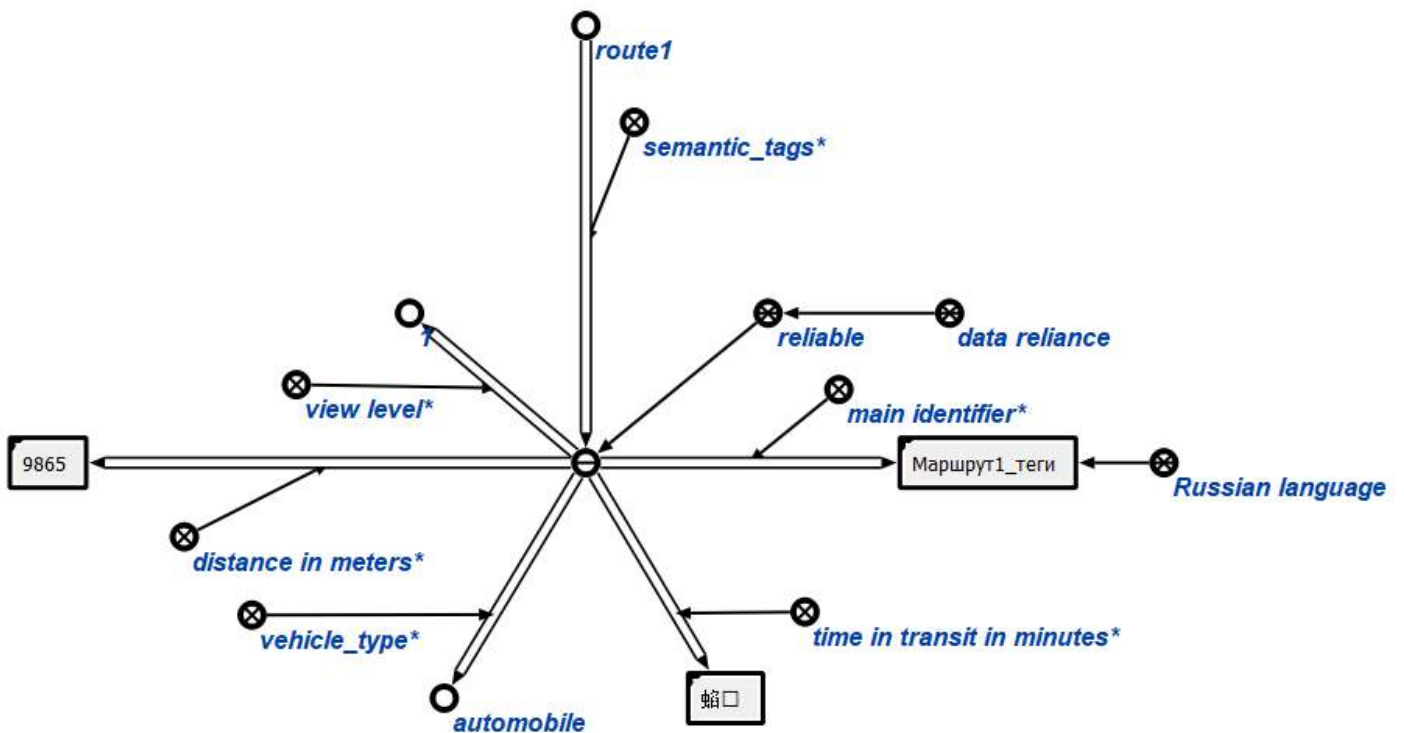 route1
semantic_tags*
1
reliable
data reliance
view level*
main identifier*
9865
Маршрут1_теги
Russian language
distance in meters*
vehicle_type*
time in transit in minutes*
automobile